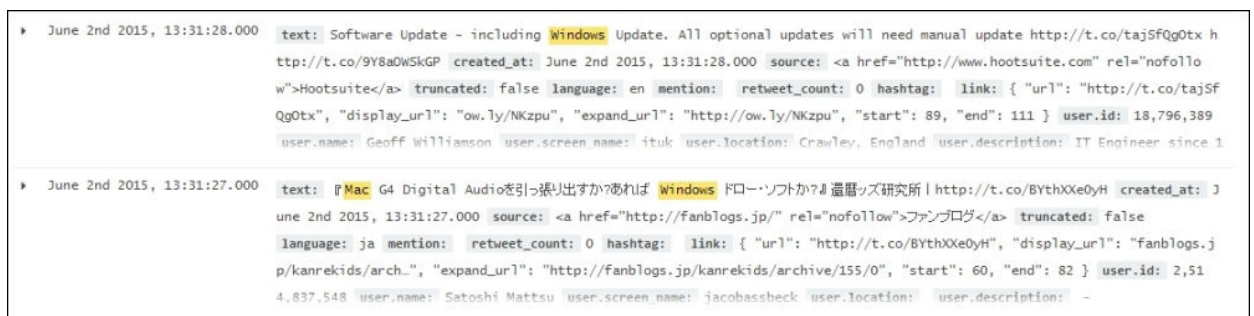 June 2nd 2015, 13:31:28.000 text: Software Update - including Windows Update. All optional updates will need manual update http://t.co/tajSfQgOtx h
ttp://t.co/9Y8aOWSkGP created_at: June 2nd 2015, 13:31:28.000 source: <a href="http://www.hootsuite.com" rel="nofollo
w">Hootsuite</a> truncated: false language: en mention: retweet_count: 0 hashtag: link: { "url": "http://t.co/tajSf
QgOtx", "display_url": "ow.ly/NKzpu", "expand_url": "http://ow.ly/NKzpu", "start": 89, "end": 111 } user.id: 18,796,389
user.name: Geoff Williamson user.screen_name: ituk user.location: Crawley, England user.description: IT Engineer since 1
June 2nd 2015, 13:31:27.000 text: 『Mac G4 Digital Audioを引っ張り出すか?あれば Windows ドロー・ソフトか?』還暦ッズ研究所 | http://t.co/BYthXXeOyH created_at: J
une 2nd 2015, 13:31:27.000 source: <a href="http://fanblogs.jp/" rel="nofollow">ファンブログ</a> truncated: false
language: ja mention: retweet_count: 0 hashtag: link: { "url": "http://t.co/BYthXXeOyH", "display_url": "fanblogs.j
p/kanrekids/arch…", "expand_url": "http://fanblogs.jp/kanrekids/archive/155/0", "start": 60, "end": 82 } user.id: 2,51
4,837,548 user.name: Satoshi Mattsu user.screen_name: jacobassbeck user.location: user.description: -